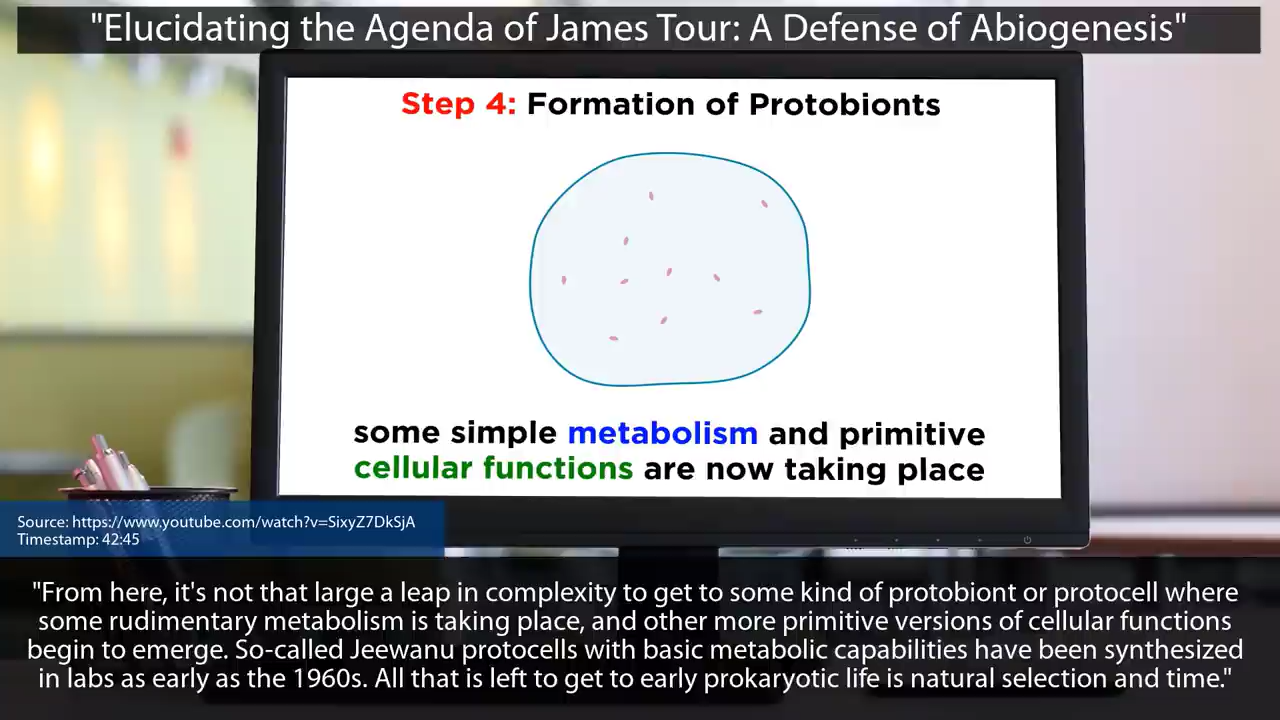 "Elucidating the Agenda of James Tour: A Defense of Abiogenesis"
Step 4: Formation of Protobionts
some simple metabolism and primitive
cellular functions are now taking place
Source: https://www.youtube.com/watch?v=SixyZ7DkSjA
Timestamp: 42:45
"From here, it's not that large a leap in complexity to get to some kind of protobiont or protocell where
some rudimentary metabolism is taking place, and other more primitive versions of cellular functions
begin to emerge. So-called Jeewanu protocells with basic metabolic capabilities have been synthesized
in labs as early as the 1960s. All that is left to get to early prokaryotic life is natural selection and time."